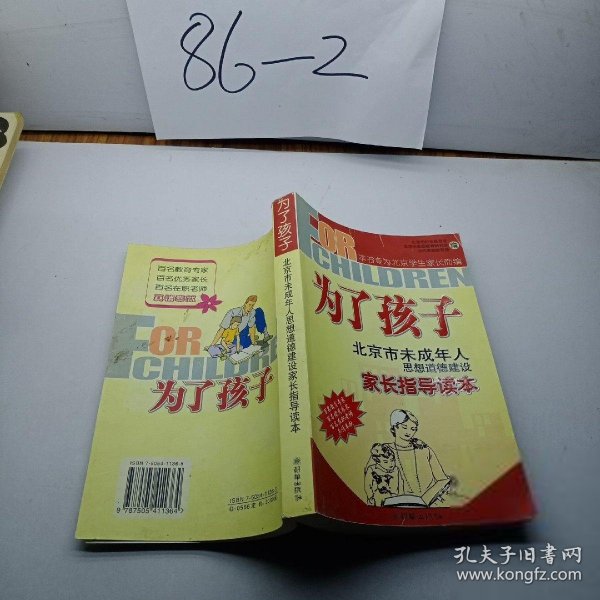 86-2
为了孩子
北京市未成年人思想道德建设家长指导读本
FOR
CHILDREN
本书专为北京学生家长而编
为了孩子
北京市未成年人
思想道德建设
家长指导读本
百名教育专家
百名优秀家长
百名在职老师
FOR
CHILDRE
为了孩子
9 787505 411364
孔夫子旧书网
www.kongfz.com